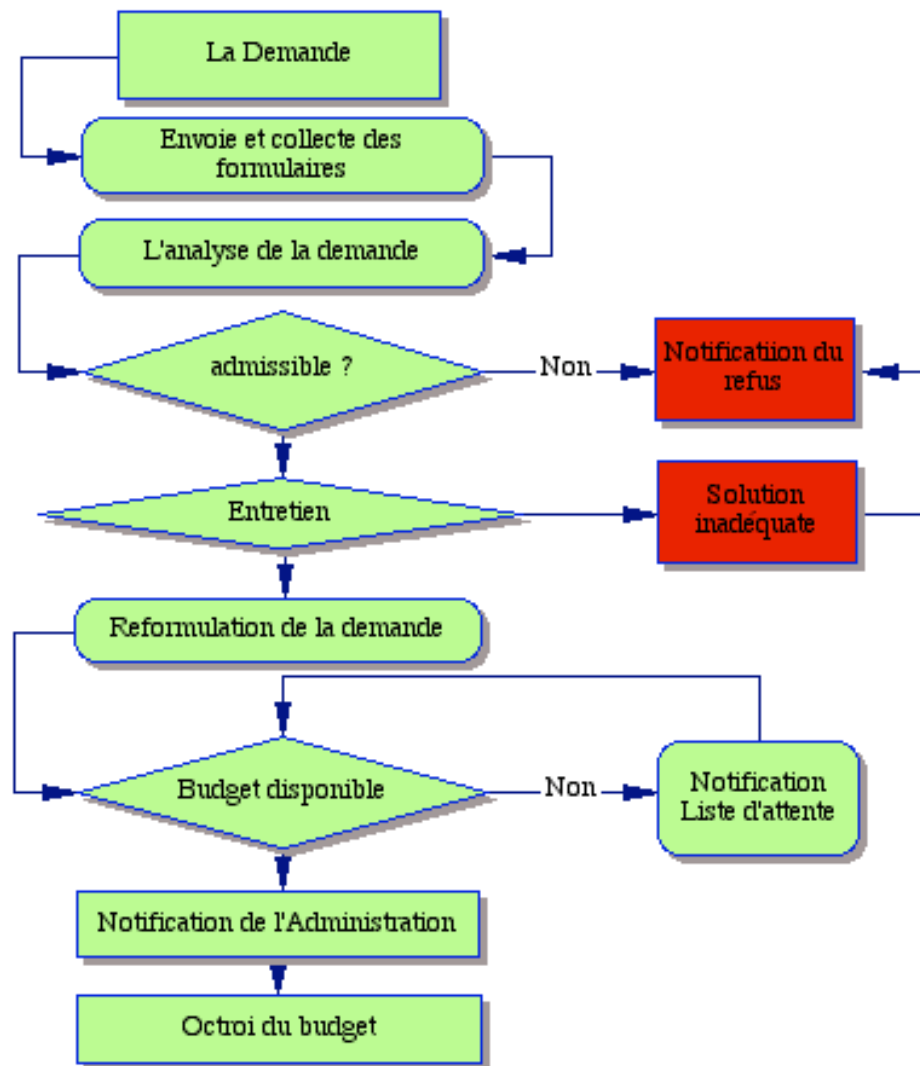 La Demande
Envoie et collecte des
formulaires
L'analyse de la demande
admissible ?
Non
Notificatiion du
refus
Entretien
Solution
inadéquate
Reformulation de la demande
Budget disponible
Non
Notification
Liste d'attente
Notification de l'Administration
Octroi du budget